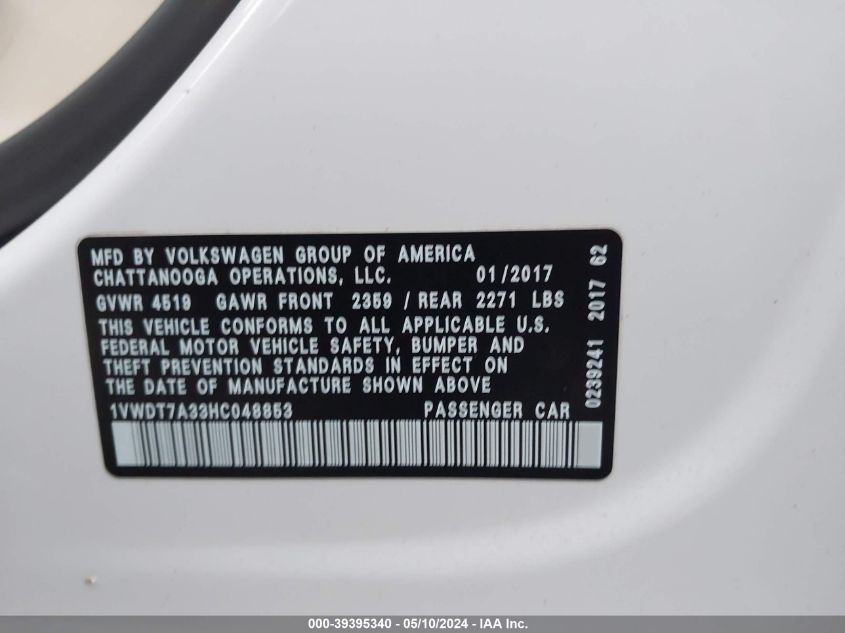 MFD BY VOLKSWAGEN GROUP OF AMERICA
CHATTANOOGA OPERATIONS, LLC. 01/2017
GVWR 4519 GAWR FRONT 2359 / REAR 2271 LBS
THIS VEHICLE CONFORMS TO ALL APPLICABLE U.S.
FEDERAL MOTOR VEHICLE SAFETY, BUMPER AND
THEFT PREVENTION STANDARDS IN EFFECT ON
THE DATE OF MANUFACTURE SHOWN ABOVE
1VWDT7A33HC048853 PASSENGER CAR
0239241 2017 62
000-39395340 - 05/10/2024 - IAA Inc.